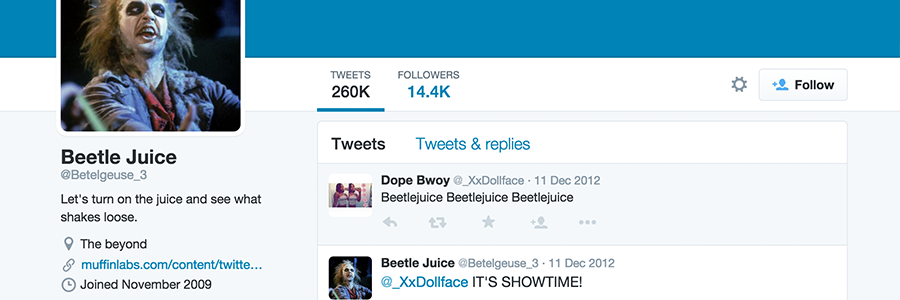 TWEETS
260K
FOLLOWERS
14.4K
Follow
Beetle Juice
@Betelgeuse_3
Let's turn on the juice and see what
shakes loose.
The beyond
muffinlabs.com/content/twitte…
Joined November 2009
Tweets
Tweets & replies
Dope Bwoy @_XxDollface · 11 Dec 2012
Beetlejuice Beetlejuice Beetlejuice
Beetle Juice @Betelgeuse_3 · 11 Dec 2012
@_XxDollface IT'S SHOWTIME!